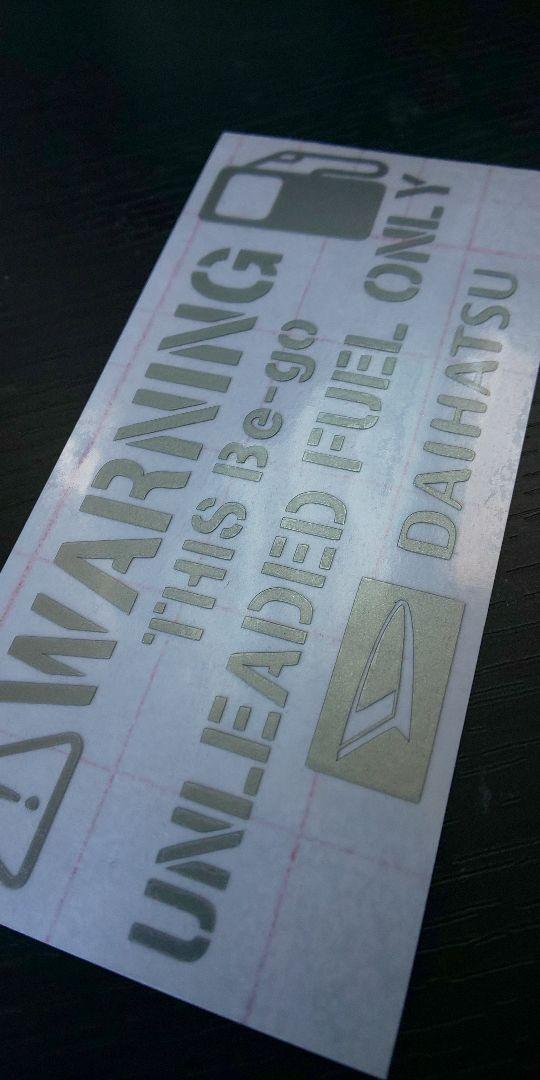 WARNING
THIS Be-go
UNLEADED FUEL ONLY
DAIHATSU